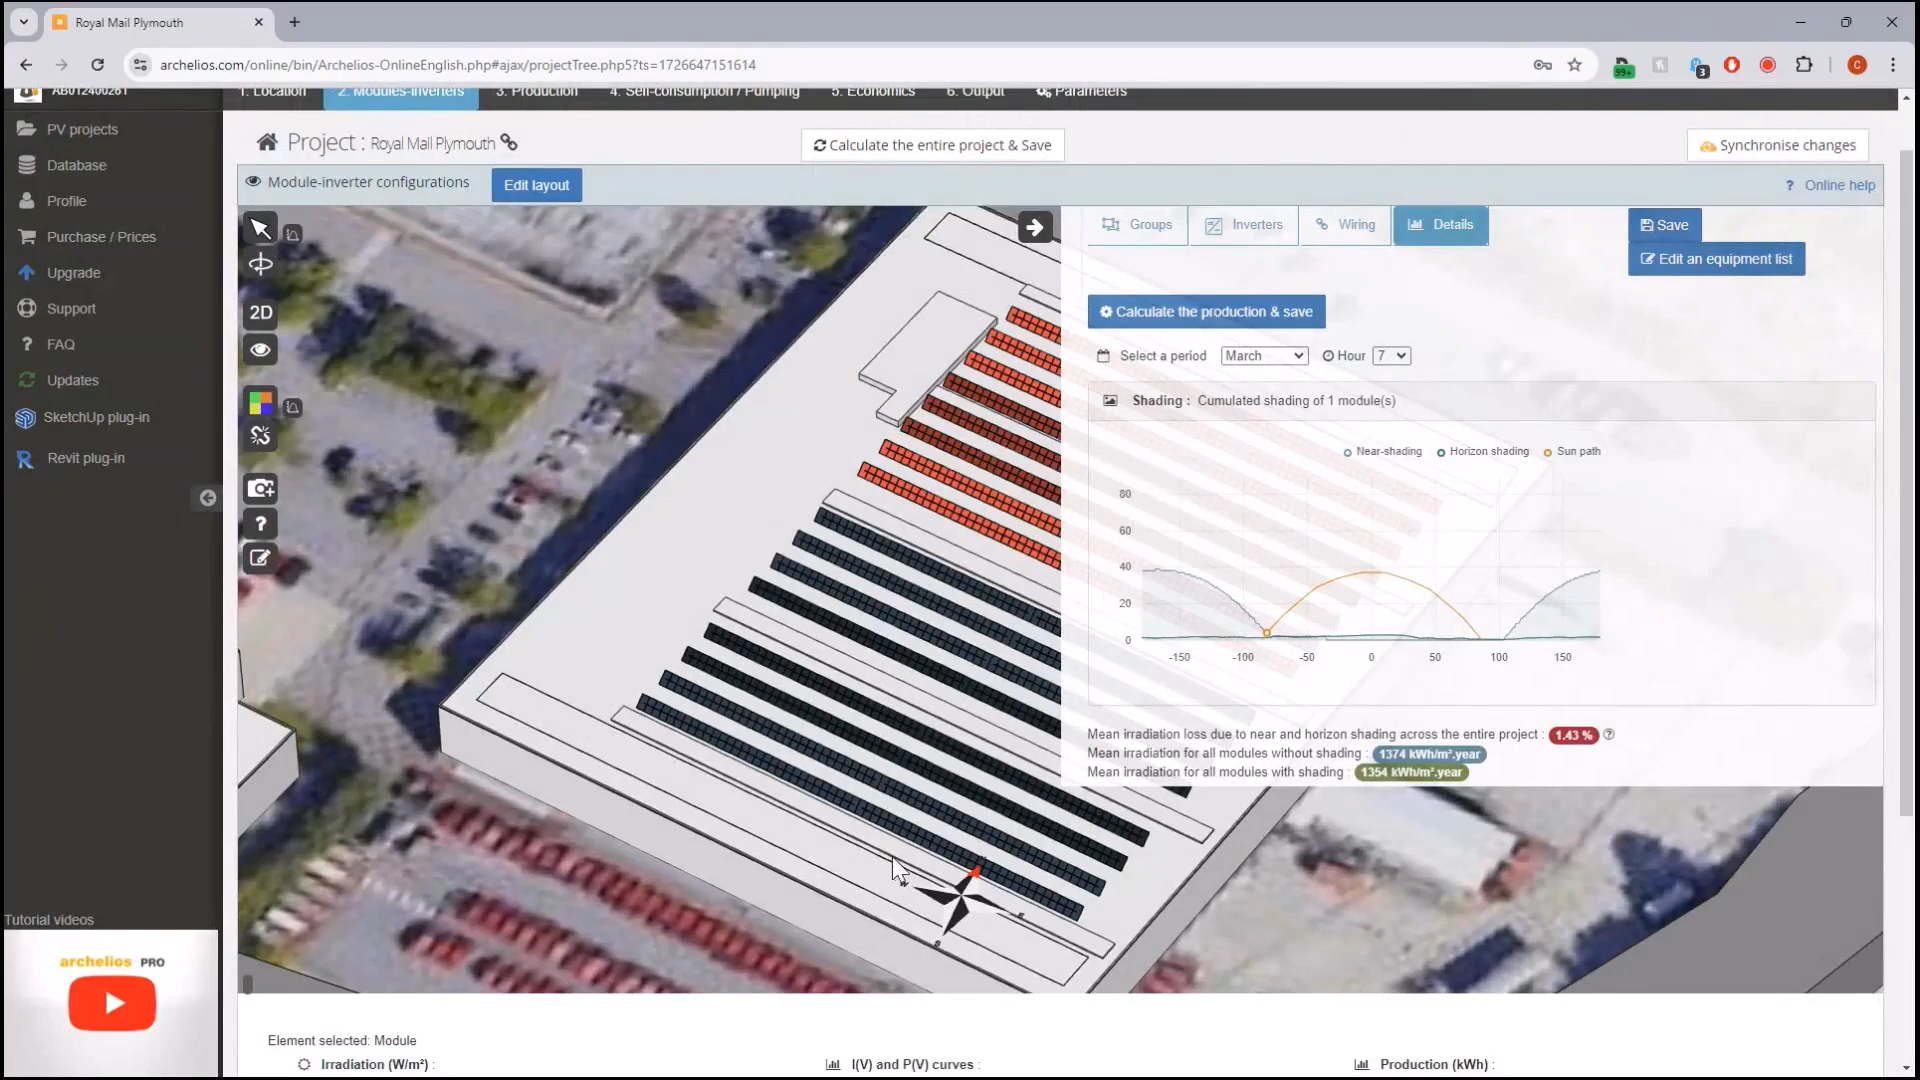 Royal Mail Plymouth
archelios.com/online/bin/Archelios-OnlineEnglish.php#ajax/projectTree.php5?ts=1726647151614
99+
3
C
AB012400261
1. Location
2. Modules-Inverters
3. Production
4. Self-consumption / Pumping
5. Economics
6. Output
Parameters
PV projects
Database
Profile
Purchase / Prices
Upgrade
Support
? FAQ
Updates
SketchUp plug-in
Revit plug-in
Tutorial videos
archelios PRO
Project : Royal Mail Plymouth
Calculate the entire project & Save
Synchronise changes
Module-inverter configurations
Edit layout
? Online help
2D
?
Groups
Inverters
Wiring
Details
Save
Edit an equipment list
Calculate the production & save
Select a period March Hour 7
Shading : Cumulated shading of 1 module(s)
Near-shading Horizon shading Sun path
80
60
40
20
0
-150 -100 -50 0 50 100 150
Mean irradiation loss due to near and horizon shading across the entire project : 1.43 % ?
Mean irradiation for all modules without shading : 1374 kWh/m².year
Mean irradiation for all modules with shading : 1354 kWh/m².year
Element selected: Module
Irradiation (W/m²) :
I(V) and P(V) curves :
Production (kWh) :